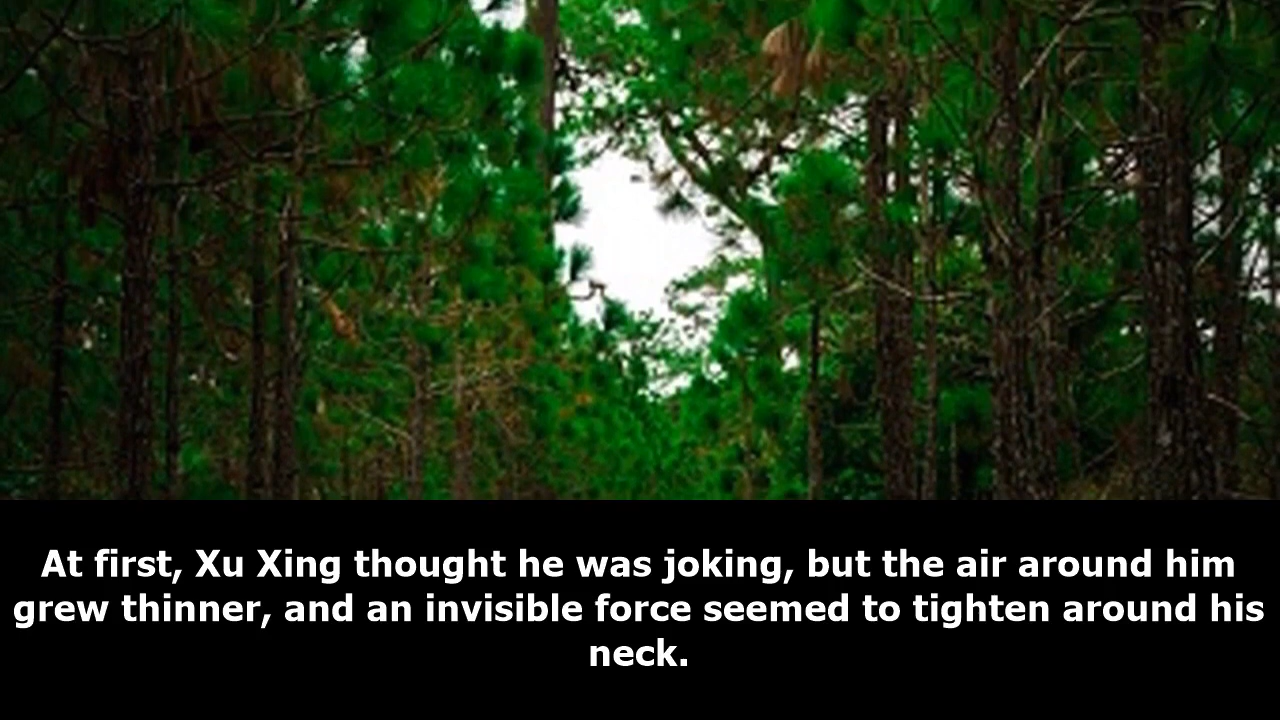 At first, Xu Xing thought he was joking, but the air around him
grew thinner, and an invisible force seemed to tighten around his
neck.